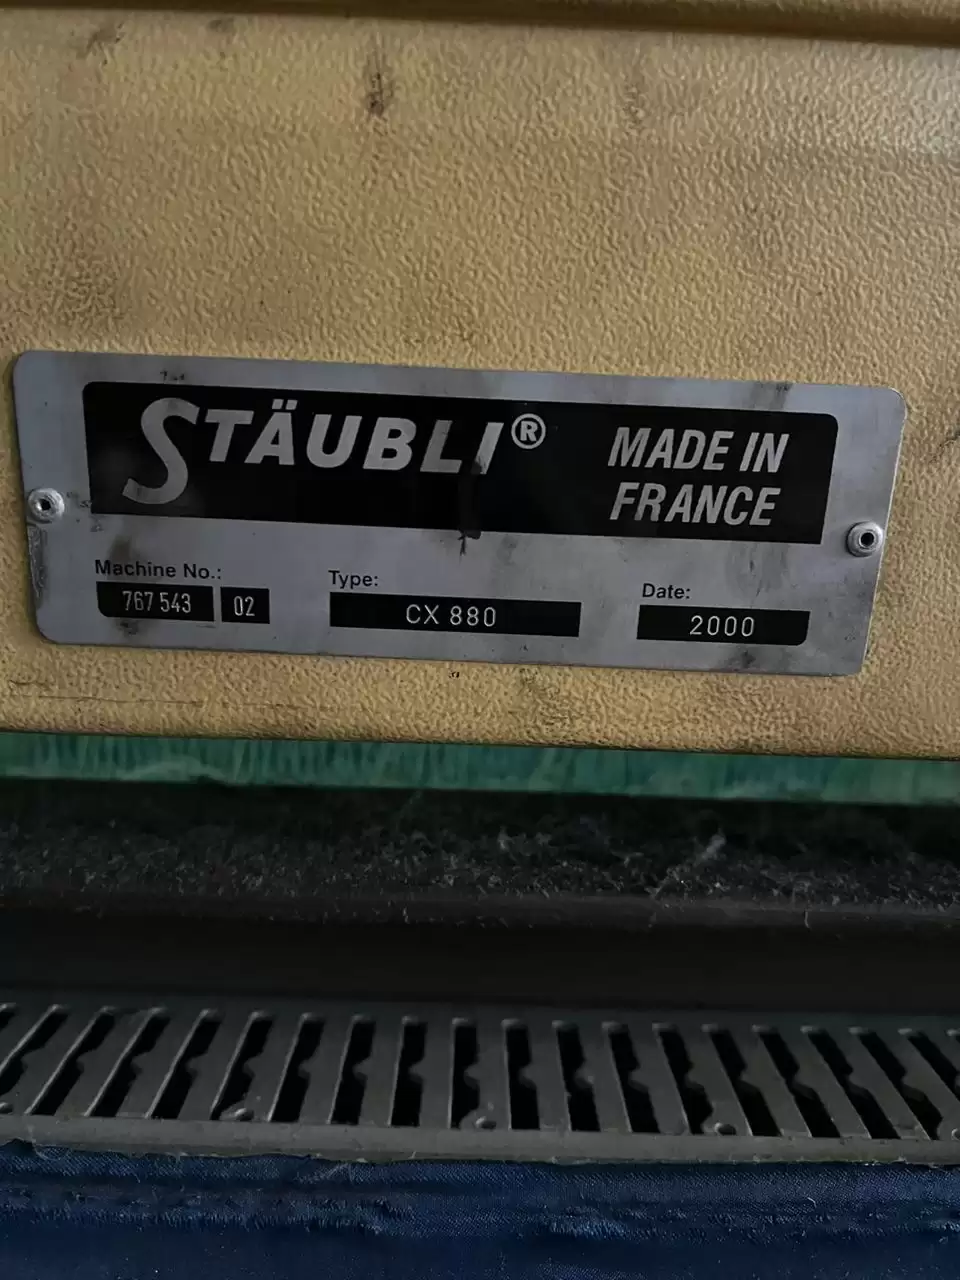 STÄUBLI® MADE IN
FRANCE
Machine No.: Type: Date:
767 543 02 CX 880 2000